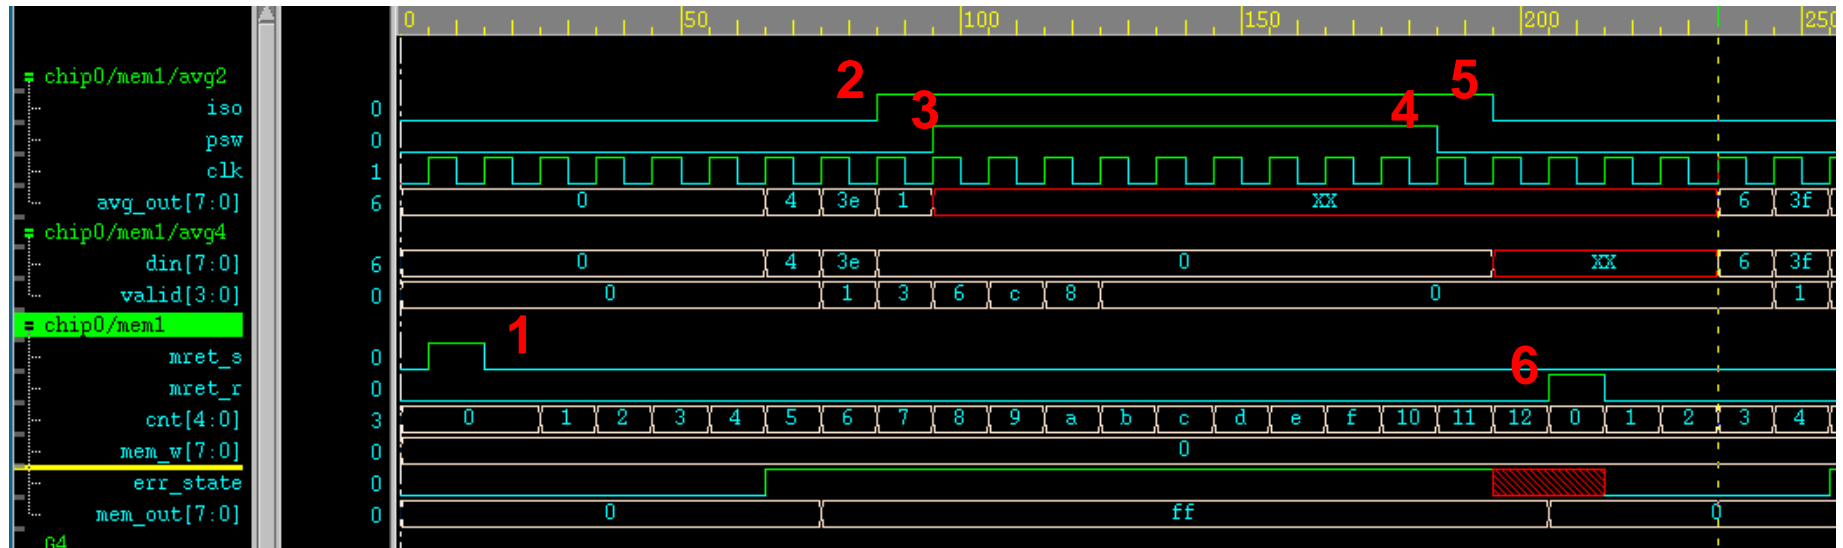 0 50 100 150 200 250
chip0/mem1/avg2
2 5
iso 0
3 4
psw 0
clk 1
avg_out[7:0] 6 0 4 3e 1 XX 6 3f
chip0/mem1/avg4
din[7:0] 6 0 4 3e 0 XX 6 3f
valid[3:0] 0 0 1 3 6 c 8 0 1
chip0/mem1
1
mret_s 0
6
mret_r 0
cnt[4:0] 3 0 1 2 3 4 5 6 7 8 9 a b c d e f 10 11 12 0 1 2 3 4
mem_w[7:0] 0 0
err_state 0
mem_out[7:0] 0 0 ff 0
G4